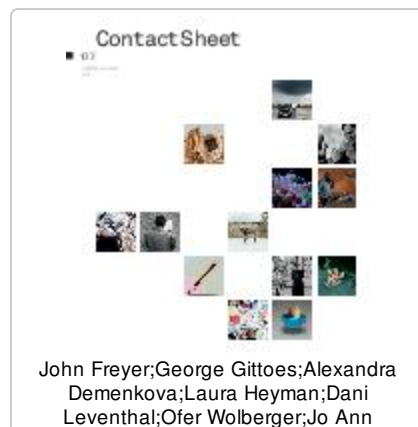 ContactSheet
John Freyer;George Gittoes;Alexandra
Demenkova;Laura Heyman;Dani
Leventhal;Ofer Wolberger;Jo Ann